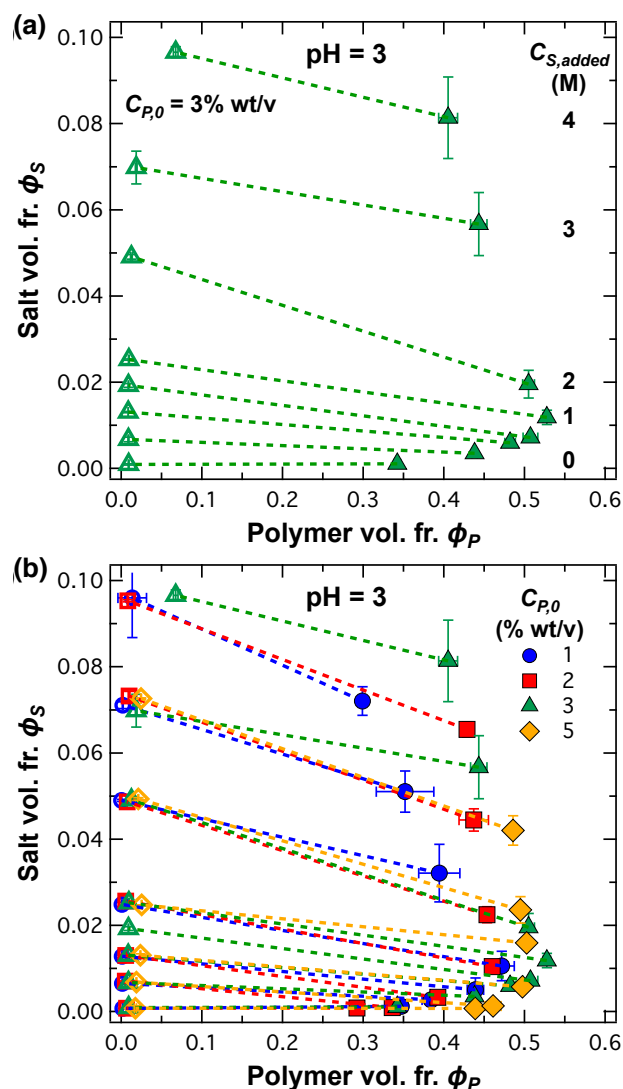 (a)
pH = 3
C_{S,added}
(M)
C_{P,0} = 3% wt/v
4
3
2
1
0
Salt vol. fr. ϕ_S
0.10
0.08
0.06
0.04
0.02
0.00
0.0 0.1 0.2 0.3 0.4 0.5 0.6
Polymer vol. fr. ϕ_P
(b)
pH = 3
C_{P,0}
(% wt/v)
1
2
3
5
Salt vol. fr. ϕ_S
0.10
0.08
0.06
0.04
0.02
0.00
0.0 0.1 0.2 0.3 0.4 0.5 0.6
Polymer vol. fr. ϕ_P